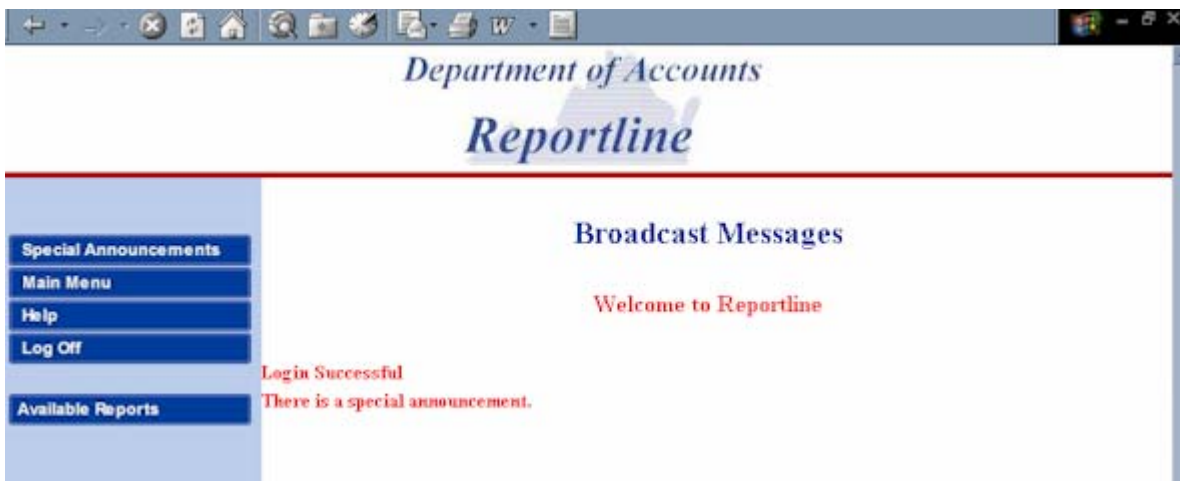 Department of Accounts
Reportline
Special Announcements
Main Menu
Help
Log Off
Available Reports
Broadcast Messages
Welcome to Reportline
Login Successful
There is a special announcement.